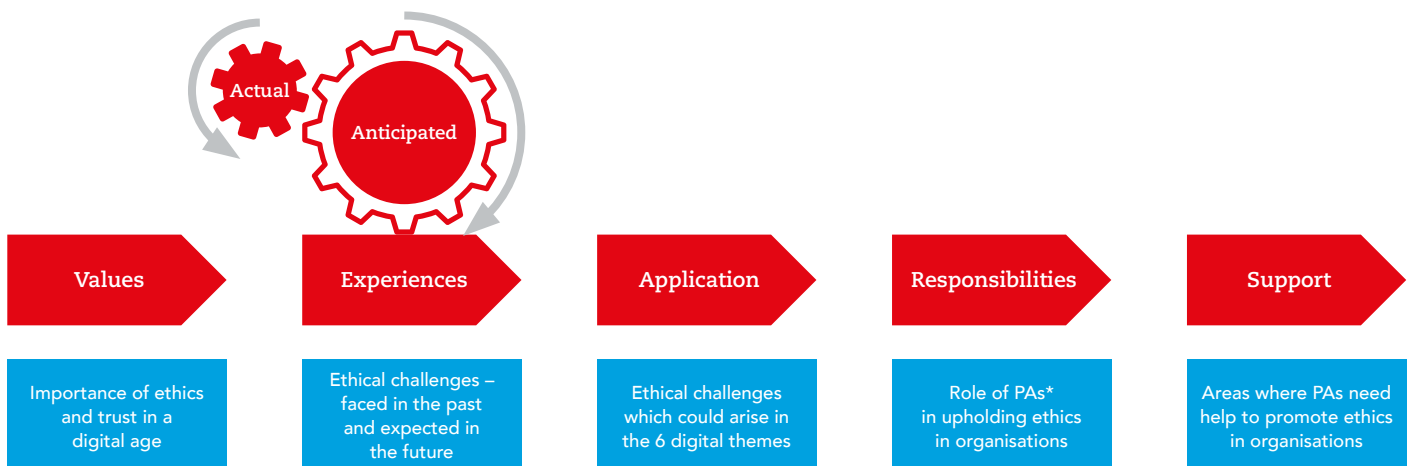 Actual
Anticipated
Values
Experiences
Application
Responsibilities
Support
Importance of ethics
and trust in a
digital age
Ethical challenges –
faced in the past
and expected in
the future
Ethical challenges
which could arise in
the 6 digital themes
Role of PAs*
in upholding ethics
in organisations
Areas where PAs need
help to promote ethics
in organisations